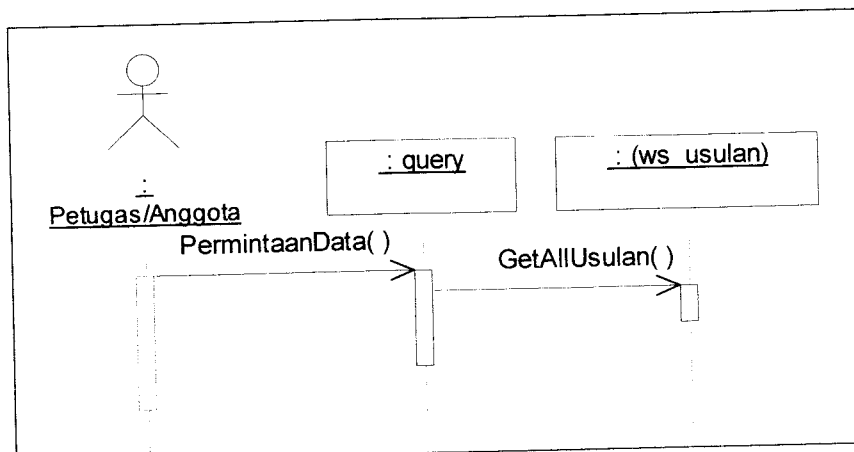 : query
: (ws_usulan)
:
Petugas/Anggota
PermintaanData( )
GetAllUsulan( )